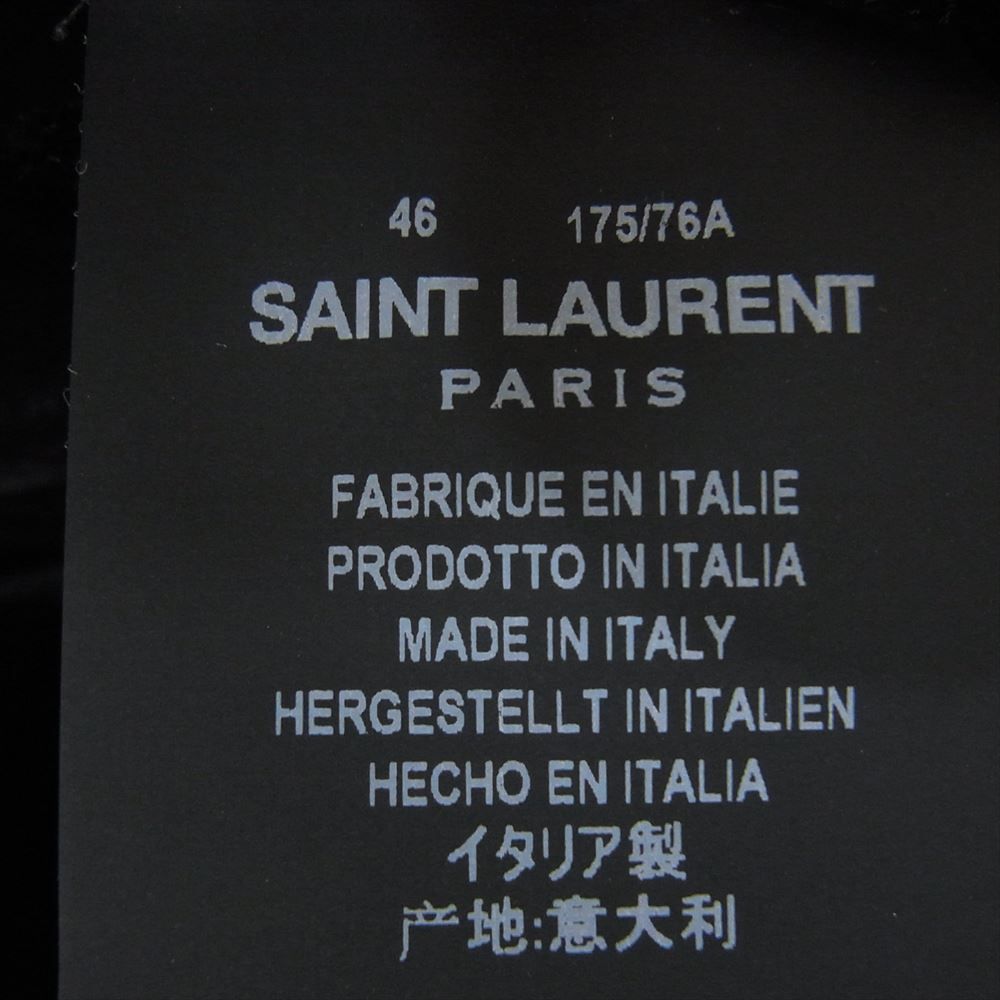 46 175/76A
SAINT LAURENT
PARIS
FABRIQUE EN ITALIE
PRODOTTO IN ITALIA
MADE IN ITALY
HERGESTELLT IN ITALIEN
HECHO EN ITALIA
イタリア製
产地:意大利